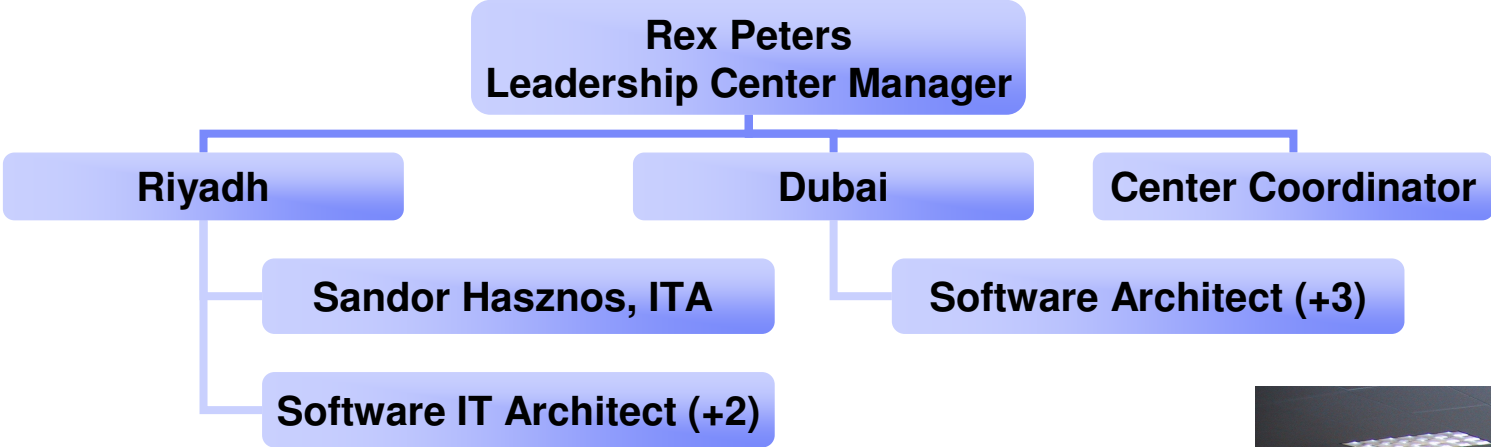 Rex Peters
Leadership Center Manager
Riyadh
Dubai
Center Coordinator
Sandor Hasznos, ITA
Software Architect (+3)
Software IT Architect (+2)